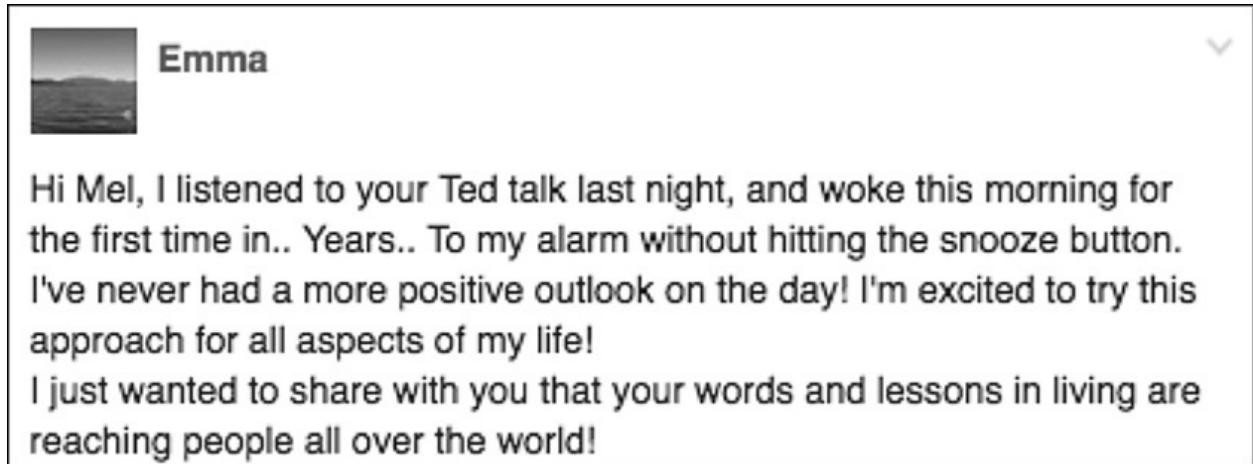 Emma
Hi Mel, I listened to your Ted talk last night, and woke this morning for
the first time in.. Years.. To my alarm without hitting the snooze button.
I've never had a more positive outlook on the day! I'm excited to try this
approach for all aspects of my life!
I just wanted to share with you that your words and lessons in living are
reaching people all over the world!